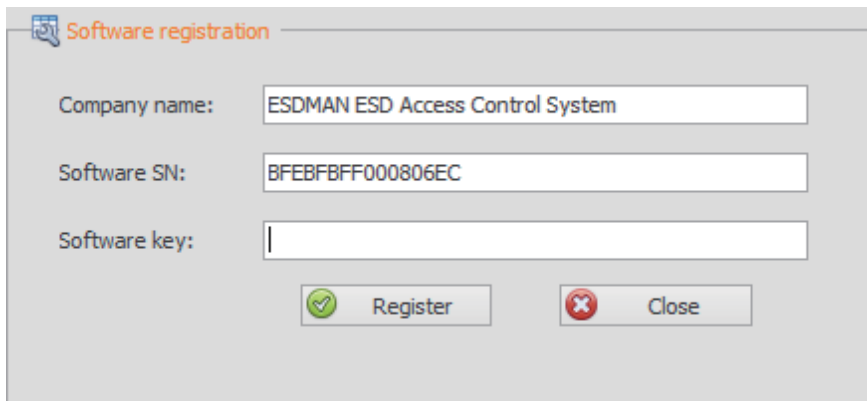 Software registration
Company name: ESDMAN ESD Access Control System
Software SN: BFEBFBFF000806EC
Software key:
Register Close